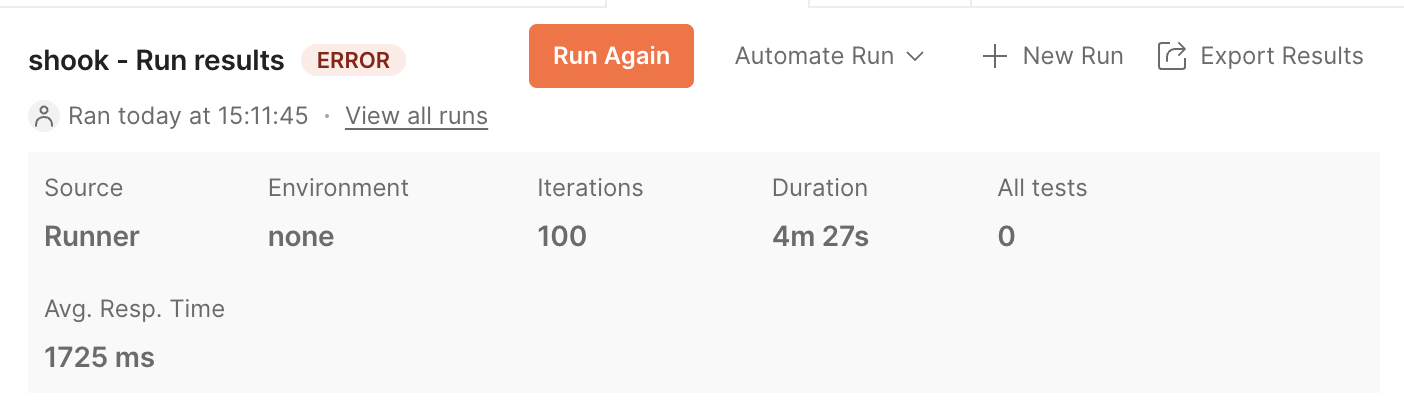 shook - Run results ERROR Run Again Automate Run New Run Export Results
Ran today at 15:11:45 · View all runs
Source Environment Iterations Duration All tests
Runner none 100 4m 27s 0
Avg. Resp. Time
1725 ms